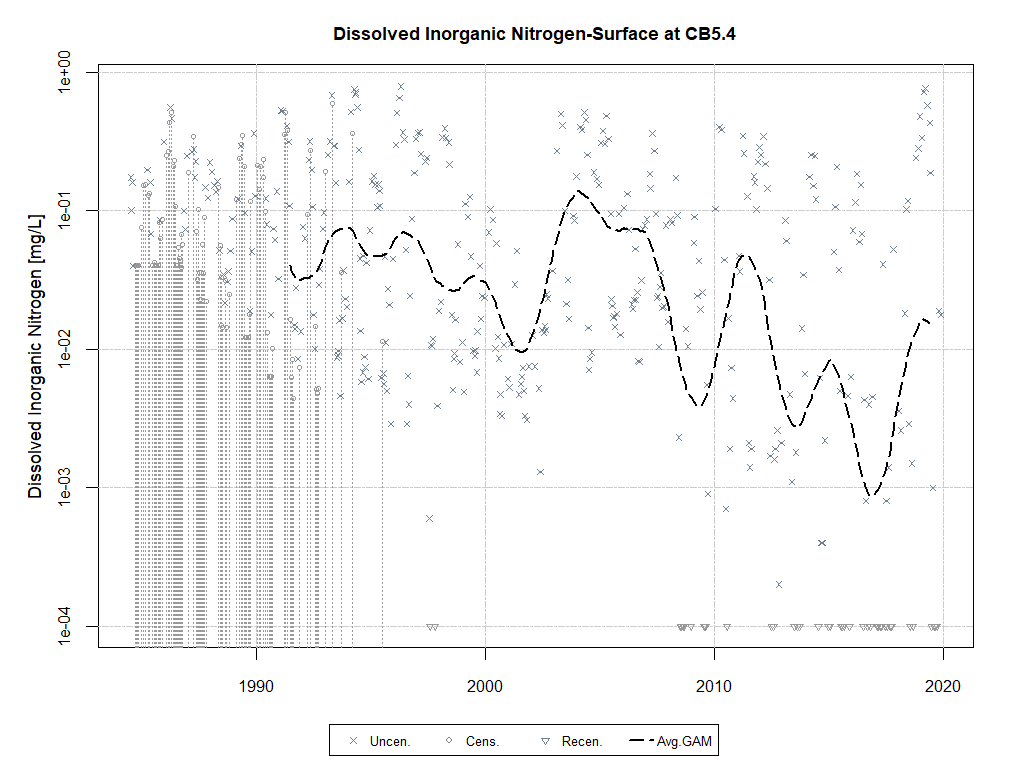 Dissolved Inorganic Nitrogen-Surface at CB5.4
Dissolved Inorganic Nitrogen [mg/L]
1e+00
1e-01
1e-02
1e-03
1e-04
1990 2000 2010 2020
Uncen. Cens. Recen. Avg.GAM